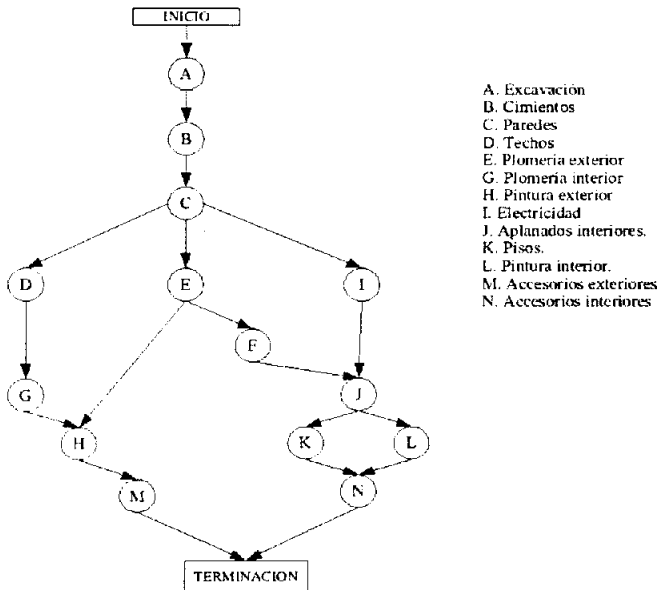 INICIO
A
B
C
D
E
I
F
G
J
H
K
L
M
N
TERMINACION
A. Excavación
B. Cimientos
C. Paredes
D. Techos
E. Plomería exterior
G. Plomería interior
H. Pintura exterior
I. Electricidad
J. Aplanados interiores.
K. Pisos.
L. Pintura interior.
M. Accesorios exteriores
N. Accesorios interiores